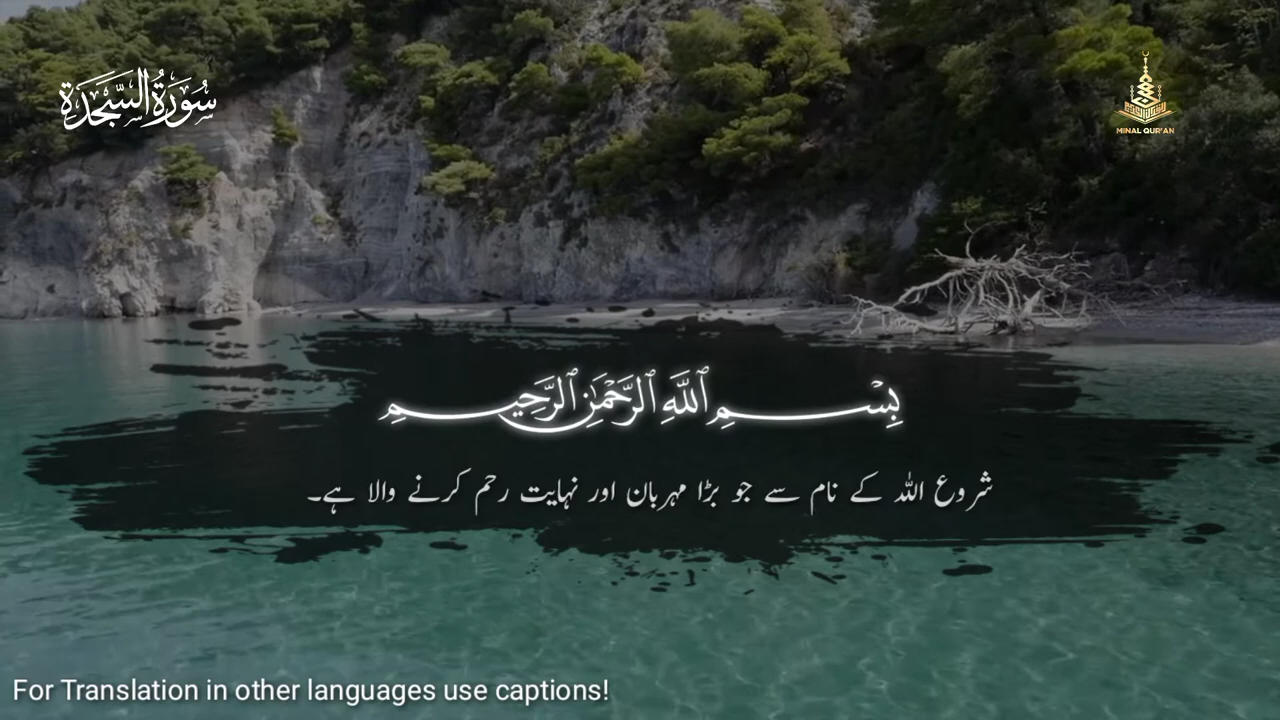 سُورَةُ السَّجْدَة
MINAL QUR'AN
بِسْمِ ٱللَّهِ ٱلرَّحْمَٰنِ ٱلرَّحِيمِ
شروع اللہ کے نام سے جو بڑا مہربان اور نہایت رحم کرنے والا ہے۔
For Translation in other languages use captions!